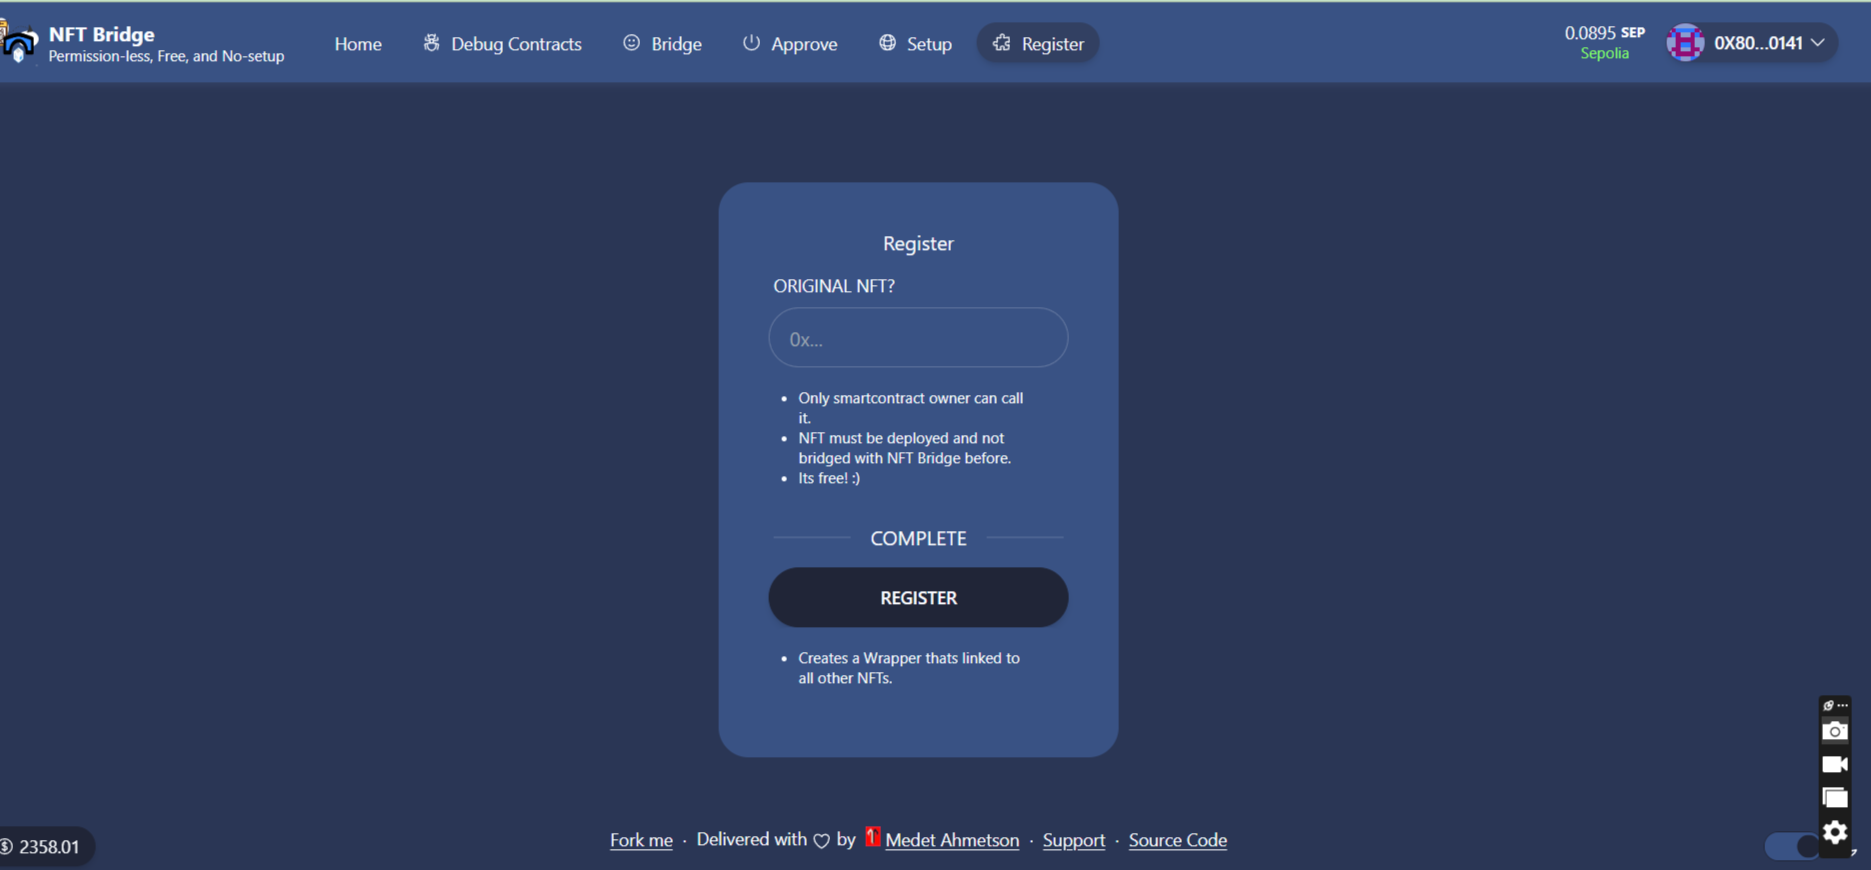 NFT Bridge
Permission-less, Free, and No-setup
Home
Debug Contracts
Bridge
Approve
Setup
Register
0.0895 SEP
Sepolia
0X80...0141
Register
ORIGINAL NFT?
0x...
Only smartcontract owner can call
it.
NFT must be deployed and not
bridged with NFT Bridge before.
Its free! :)
COMPLETE
REGISTER
Creates a Wrapper thats linked to
all other NFTs.
Fork me · Delivered with ♡ by Medet Ahmetson · Support · Source Code
2358.01